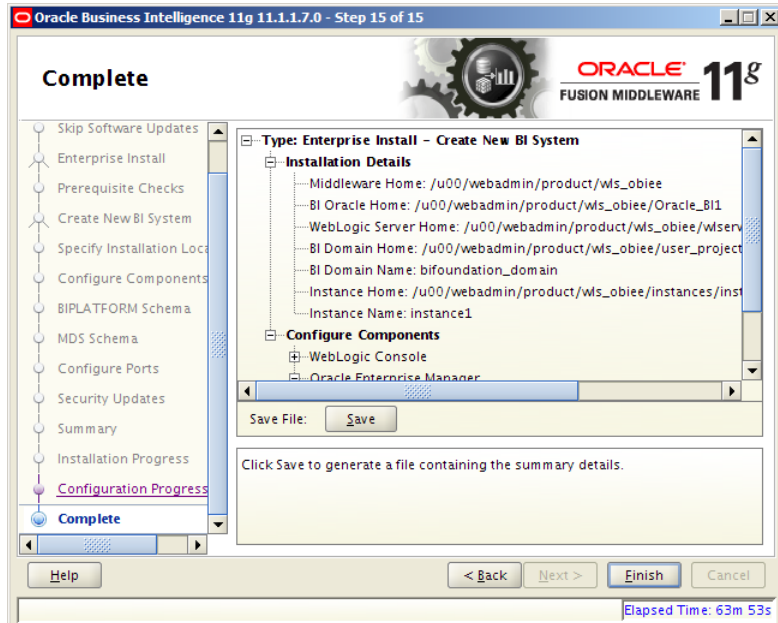 Oracle Business Intelligence 11g 11.1.1.7.0 - Step 15 of 15
Complete
ORACLE
FUSION MIDDLEWARE
11g
Skip Software Updates
Enterprise Install
Prerequisite Checks
Create New BI System
Specify Installation Loca
Configure Components
BIPLATFORM Schema
MDS Schema
Configure Ports
Security Updates
Summary
Installation Progress
Configuration Progress
Complete
Type: Enterprise Install - Create New BI System
Installation Details
Middleware Home: /u00/webadmin/product/wls_obiee
BI Oracle Home: /u00/webadmin/product/wls_obiee/Oracle_BI1
WebLogic Server Home: /u00/webadmin/product/wls_obiee/wlserv
BI Domain Home: /u00/webadmin/product/wls_obiee/user_project
BI Domain Name: bifoundation_domain
Instance Home: /u00/webadmin/product/wls_obiee/instances/inst
Instance Name: instance1
Configure Components
WebLogic Console
Oracle Enterprise Manager
Save File: Save
Click Save to generate a file containing the summary details.
Help < Back Next > Finish Cancel
Elapsed Time: 63m 53s